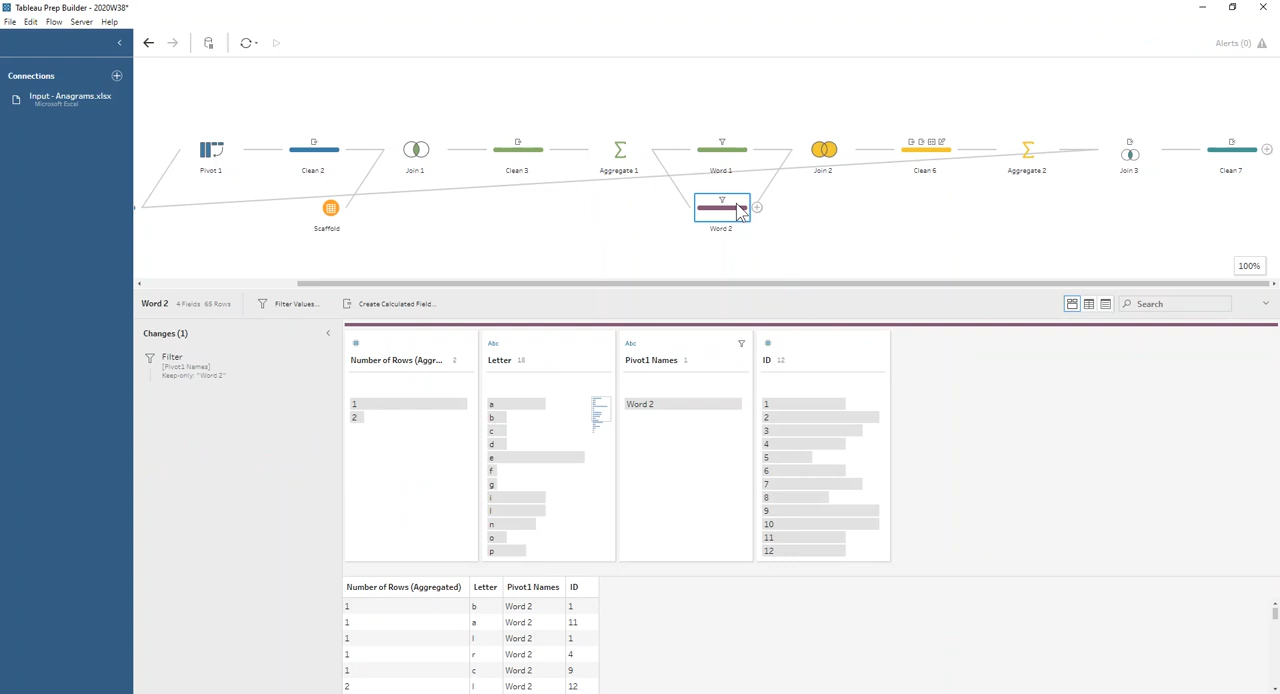 Tableau Prep Builder - 2020W38*
File Edit Flow Server Help
Alerts (0)
Connections
Input - Anagrams.xlsx
Microsoft Excel
Pivot 1
Clean 2
Join 1
Clean 3
Aggregate 1
Word 1
Join 2
Clean 6
Aggregate 2
Join 3
Clean 7
Scaffold
Word 2
100%
Word 2 4 Fields 65 Rows
Filter Values...
Create Calculated Field...
Search
Changes (1)
Filter
[Pivot1 Names]
Keep-only: "Word 2"
Number of Rows (Aggr... 2
1
2
Abc
Letter 18
a
b
c
d
e
f
g
i
l
n
o
p
Abc
Pivot1 Names 1
Word 2
ID 12
1
2
3
4
5
6
7
8
9
10
11
12
Number of Rows (Aggregated) Letter Pivot1 Names ID
1 b Word 2 1
1 a Word 2 11
1 l Word 2 1
1 r Word 2 4
1 c Word 2 9
2 l Word 2 12